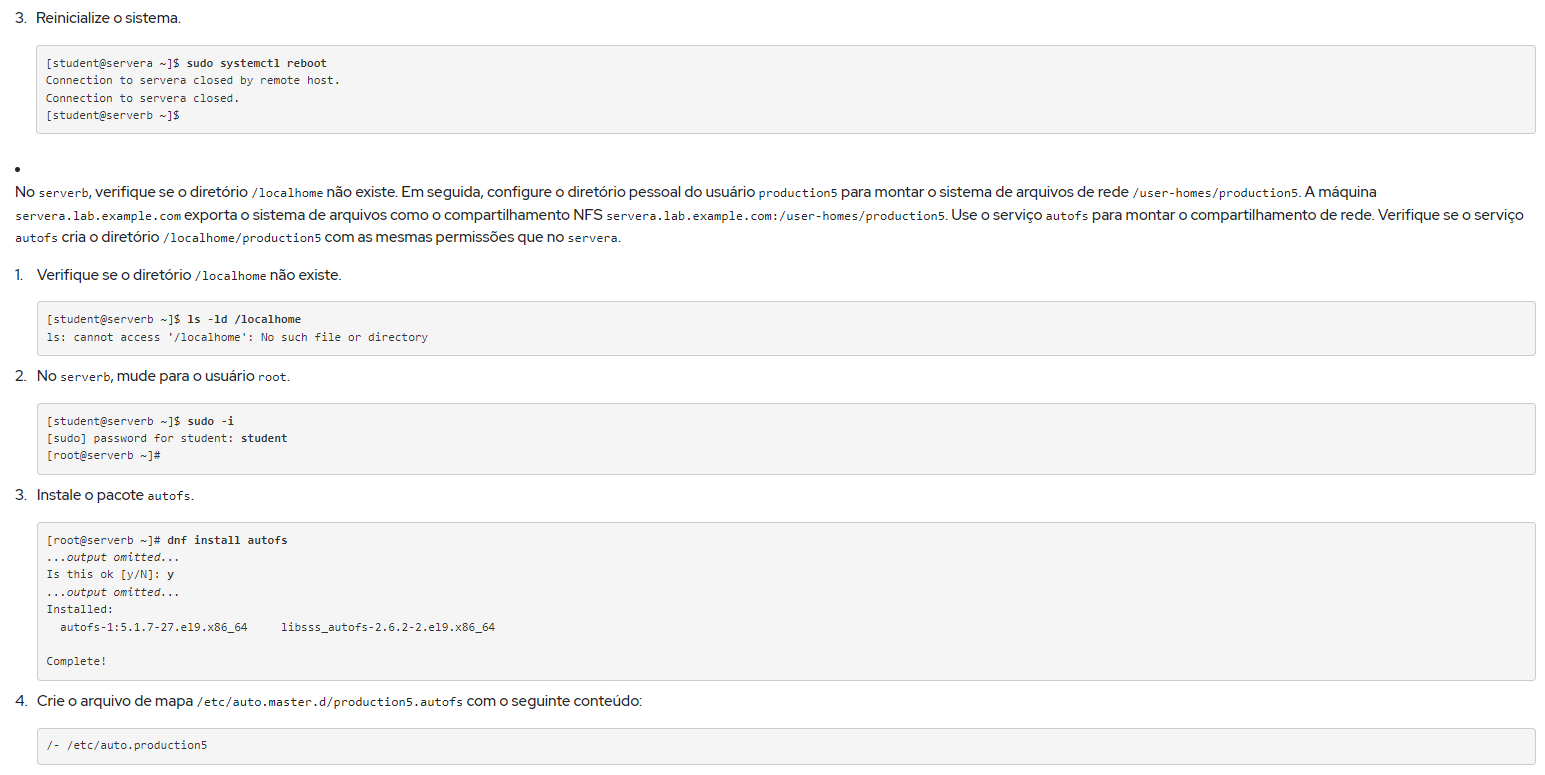 3. Reinicialize o sistema.
[student@servera ~]$ sudo systemctl reboot
Connection to servera closed by remote host.
Connection to servera closed.
[student@serverb ~]$
•
No serverb, verifique se o diretório /localhome não existe. Em seguida, configure o diretório pessoal do usuário production5 para montar o sistema de arquivos de rede /user-homes/production5. A máquina
servera.lab.example.com exporta o sistema de arquivos como o compartilhamento NFS servera.lab.example.com:/user-homes/production5. Use o serviço autofs para montar o compartilhamento de rede. Verifique se o serviço
autofs cria o diretório /localhome/production5 com as mesmas permissões que no servera.
1. Verifique se o diretório /localhome não existe.
[student@serverb ~]$ ls -ld /localhome
ls: cannot access '/localhome': No such file or directory
2. No serverb, mude para o usuário root.
[student@serverb ~]$ sudo -i
[sudo] password for student: student
[root@serverb ~]#
3. Instale o pacote autofs.
[root@serverb ~]# dnf install autofs
...output omitted...
Is this ok [y/N]: y
...output omitted...
Installed:
autofs-1:5.1.7-27.el9.x86_64 libsss_autofs-2.6.2-2.el9.x86_64
Complete!
4. Crie o arquivo de mapa /etc/auto.master.d/production5.autofs com o seguinte conteúdo:
/- /etc/auto.production5